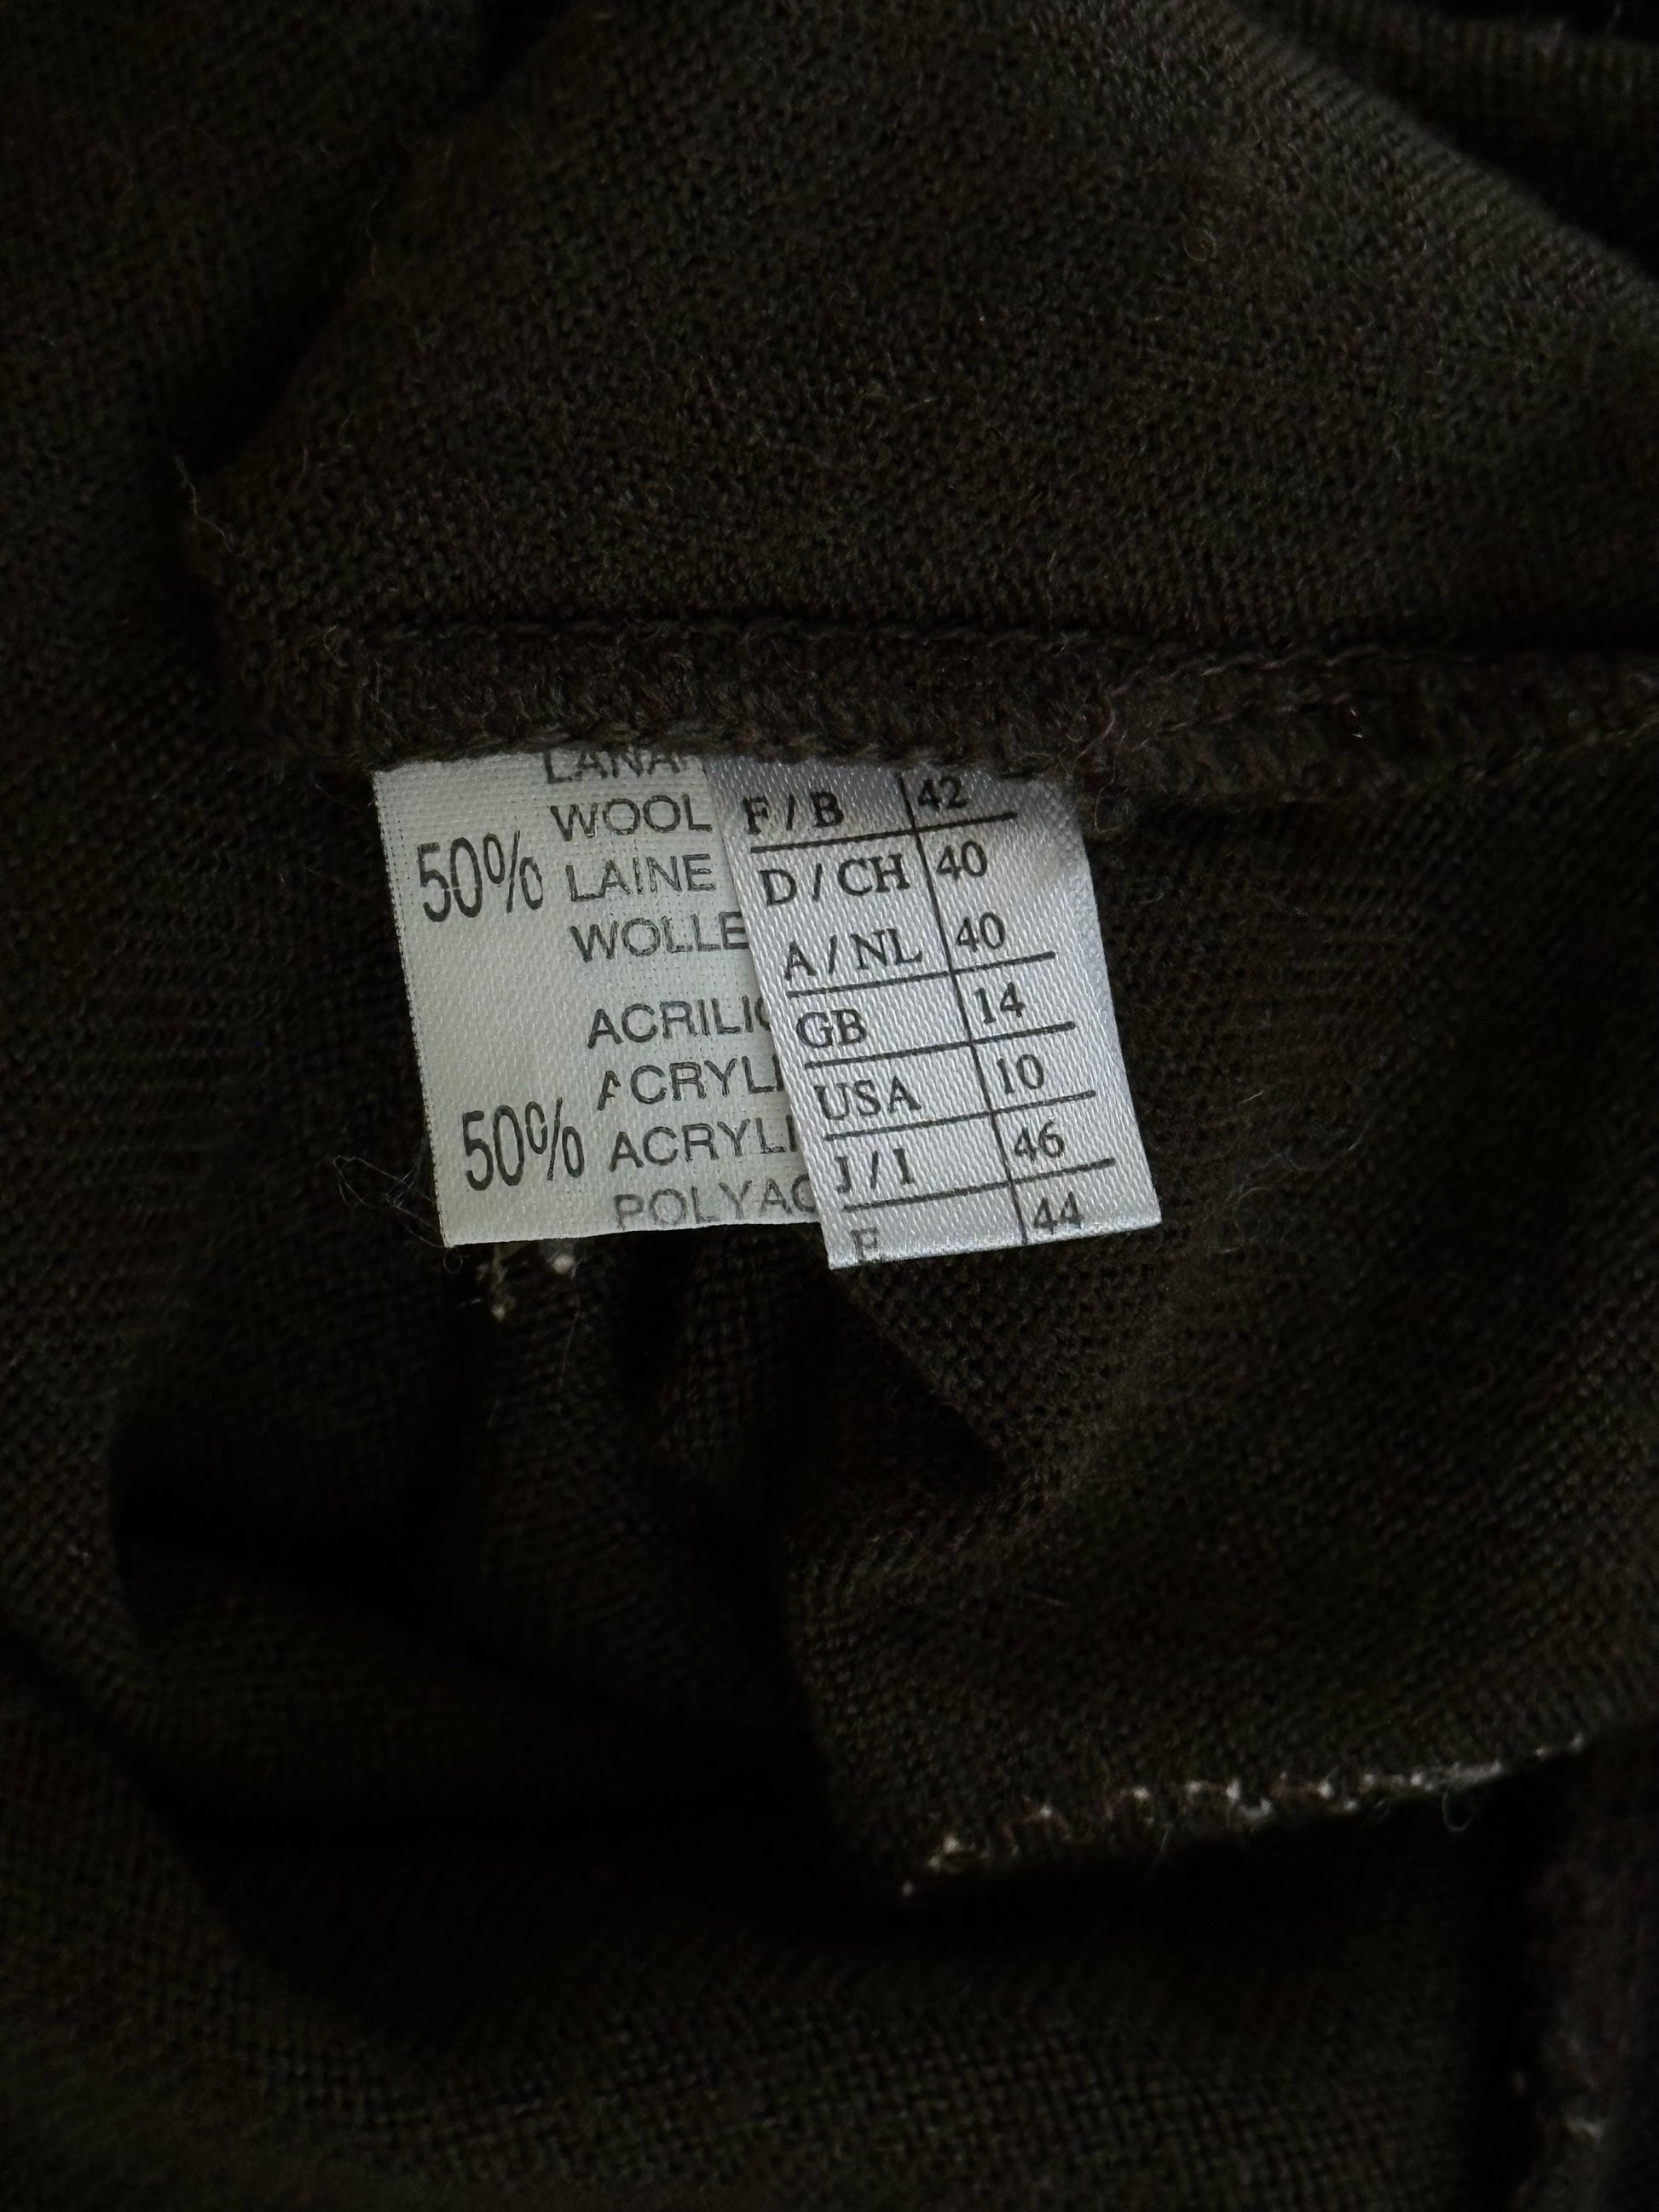 50%
WOOL
LAINE
WOLLE
50%
ACRILIC
ACRYLI
ACRYLI
POLYAC
F / B 42
D / CH 40
A / NL 40
GB 14
USA 10
J / I 46
E 44